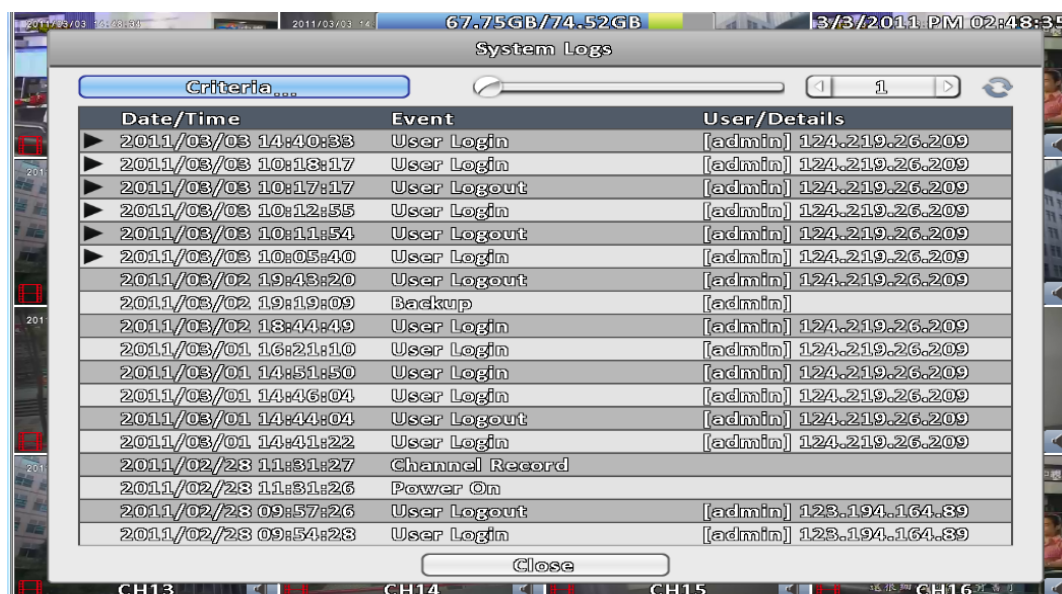 2011/03/03 2011/03/03 14: 67.75GB/74.52GB 3/3/2011 PM 02:48:35
System Logs
Criteria... 1
Date/Time Event User/Details
2011/03/03 14:40:33 User Login [admin] 124.219.26.209
2011/03/03 10:18:17 User Login [admin] 124.219.26.209
2011/03/03 10:17:17 User Logout [admin] 124.219.26.209
2011/03/03 10:12:55 User Login [admin] 124.219.26.209
2011/03/03 10:11:54 User Logout [admin] 124.219.26.209
2011/03/03 10:05:40 User Login [admin] 124.219.26.209
2011/03/02 19:43:20 User Logout [admin] 124.219.26.209
2011/03/02 19:19:09 Backup [admin]
2011/03/02 18:44:49 User Login [admin] 124.219.26.209
2011/03/01 16:21:10 User Login [admin] 124.219.26.209
2011/03/01 14:51:50 User Login [admin] 124.219.26.209
2011/03/01 14:46:04 User Login [admin] 124.219.26.209
2011/03/01 14:44:04 User Logout [admin] 124.219.26.209
2011/03/01 14:41:22 User Login [admin] 124.219.26.209
2011/02/28 11:31:27 Channel Record
2011/02/28 11:31:26 Power On
2011/02/28 09:57:26 User Logout [admin] 123.194.164.89
2011/02/28 09:54:28 User Login [admin] 123.194.164.89
Close
CH13 CH14 CH15 CH16